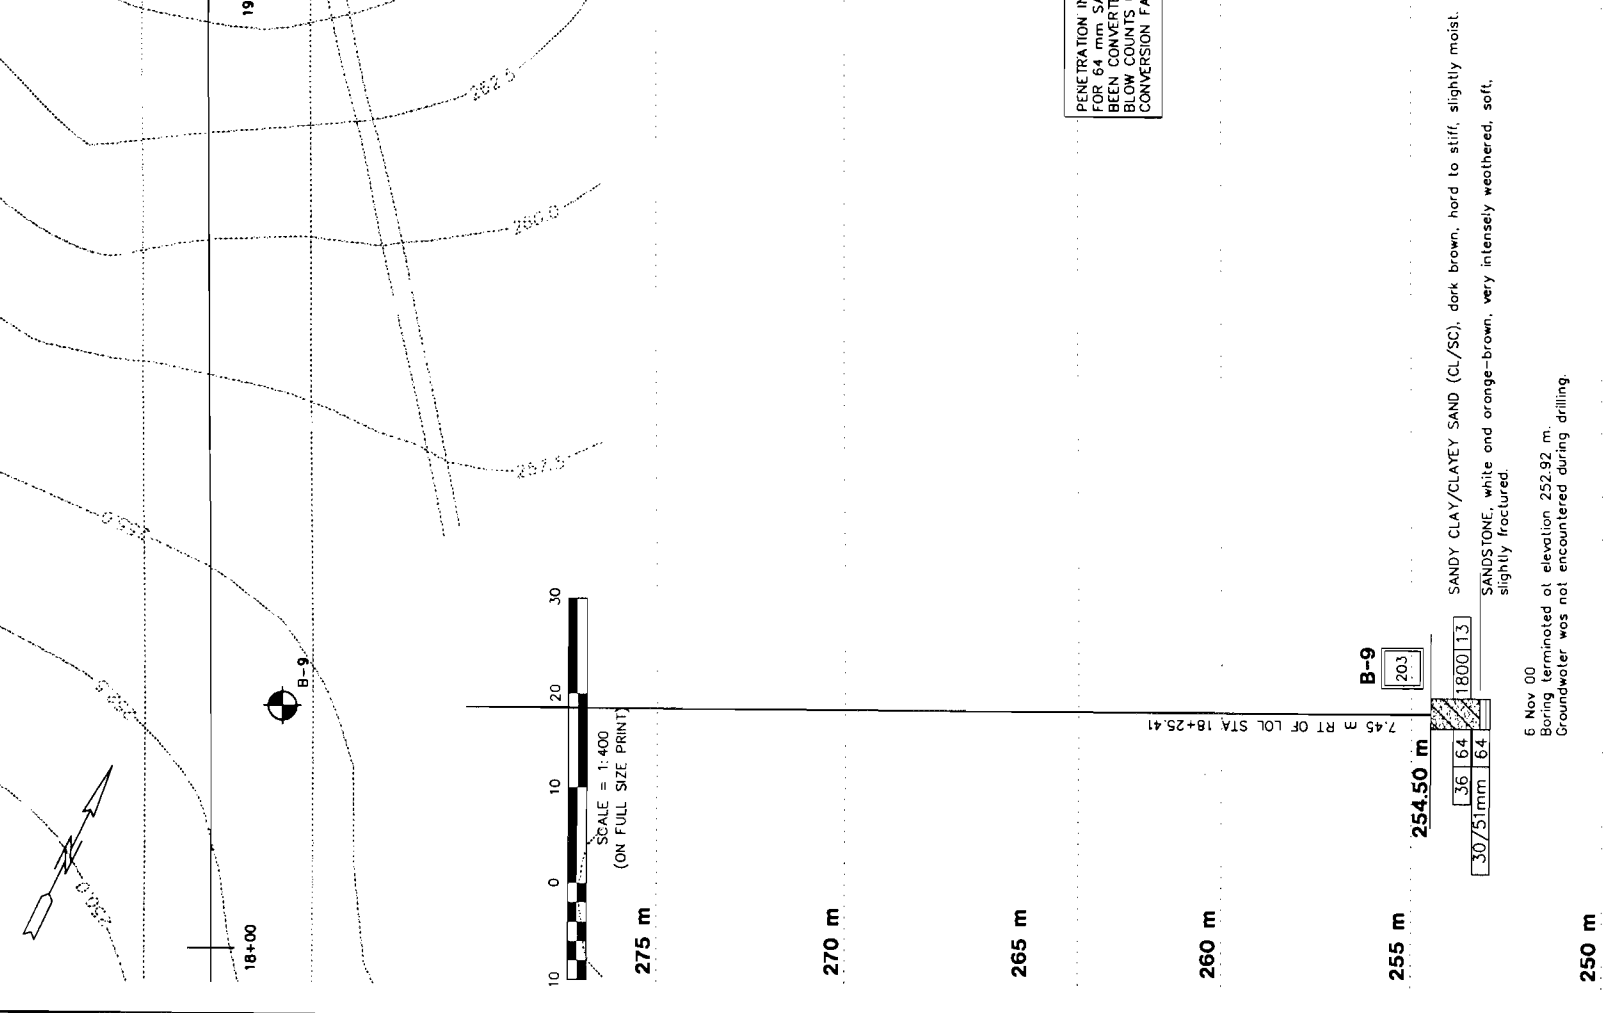 19
262.5
260.0
257.5
255.0
252.5
250.0
B-9
18+00
10 0 10 20 30
SCALE = 1:400
(ON FULL SIZE PRINT)
PENETRATION
FOR 64 mm
BEEN
BLOW COUNTS
CONVERSION
275 m
270 m
265 m
260 m
255 m
250 m
7.45 m RT OF LOL STA 18+25.41
B-9
203
254.50 m
36 64
30/51mm 64
1800 13
SANDY CLAY/CLAYEY SAND (CL/SC), dark brown, hard to stiff, slightly moist.
SANDSTONE, white and orange-brown, very intensely weathered, soft,
slightly fractured.
6 Nov 00
Boring terminated at elevation 252.92 m.
Groundwater was not encountered during drilling.